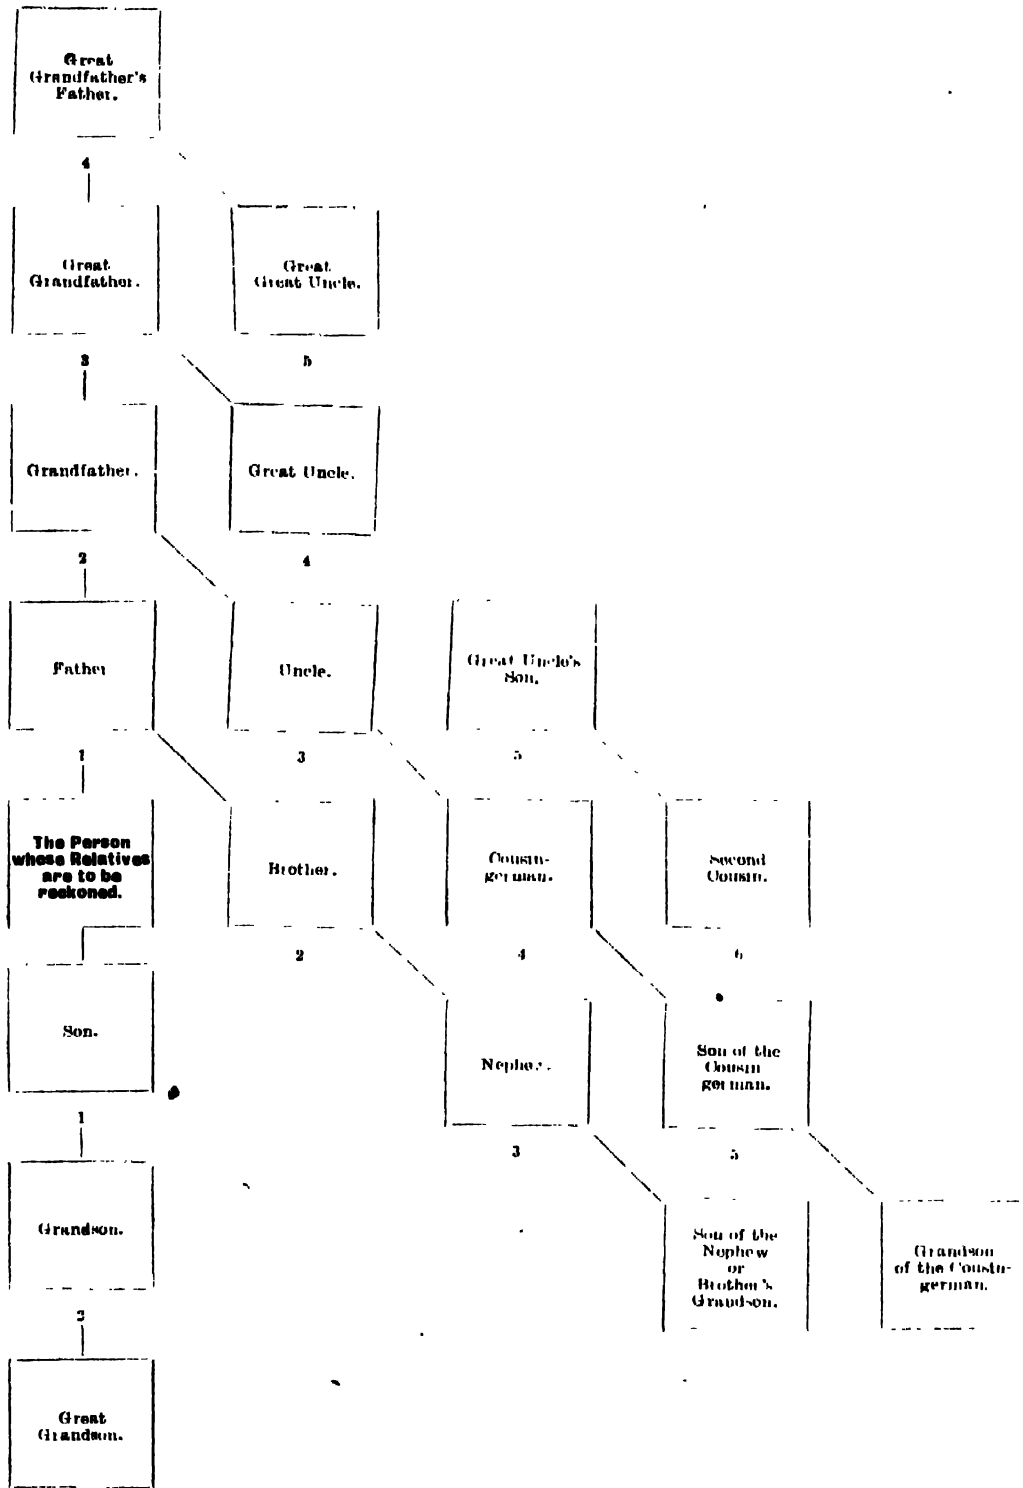 Great
Grandfather's
Father.
4
Great
Grandfather.
Great
Great Uncle.
3
5
Grandfather.
Great Uncle.
2
4
Father
Uncle.
Great Uncle's
Son.
1
3
5
The Person
whose Relatives
are to be
reckoned.
Brother.
Cousin-
german.
Second
Cousin.
2
4
6
Son.
Nephew.
Son of the
Cousin
german.
1
3
5
Grandson.
Son of the
Nephew
or
Brother's
Grandson.
Grandson
of the Cousin-
german.
2
Great
Grandson.